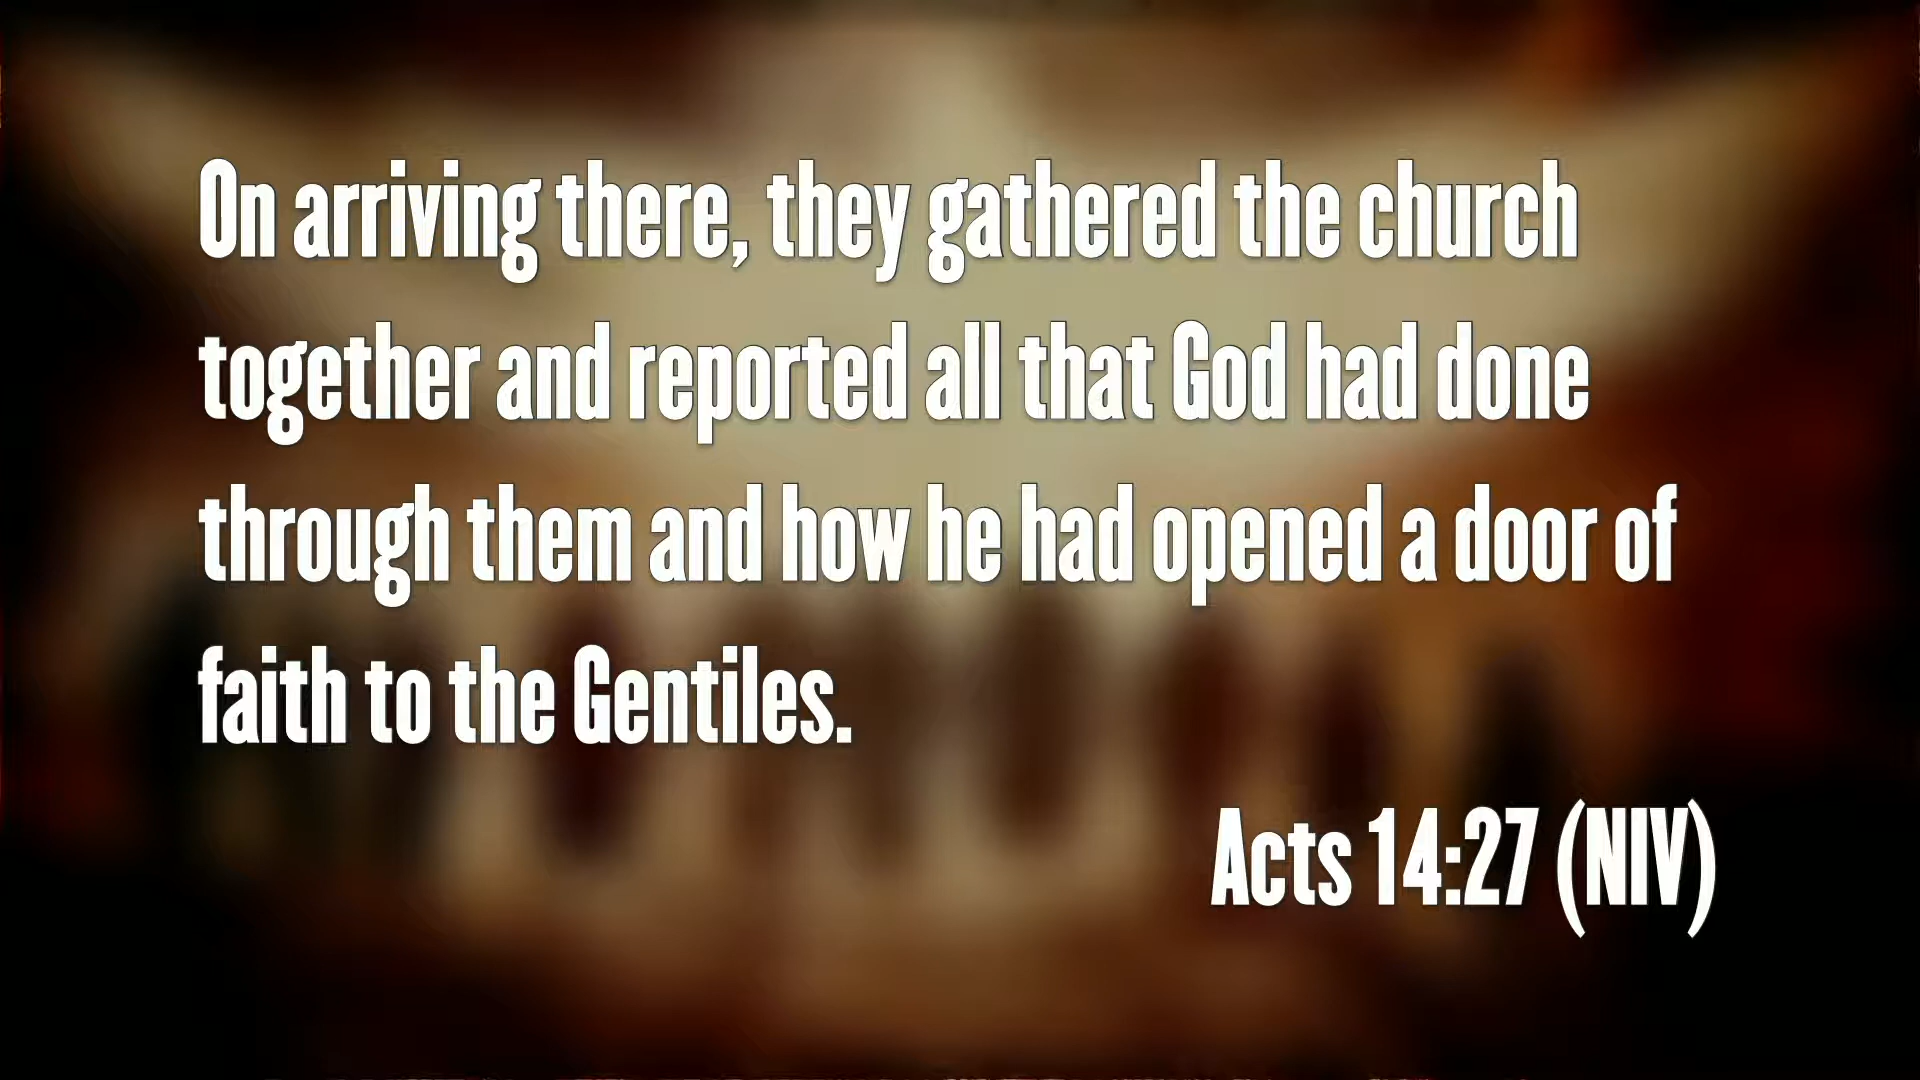 On arriving there, they gathered the church
together and reported all that God had done
through them and how he had opened a door of
faith to the Gentiles.
Acts 14:27 (NIV)